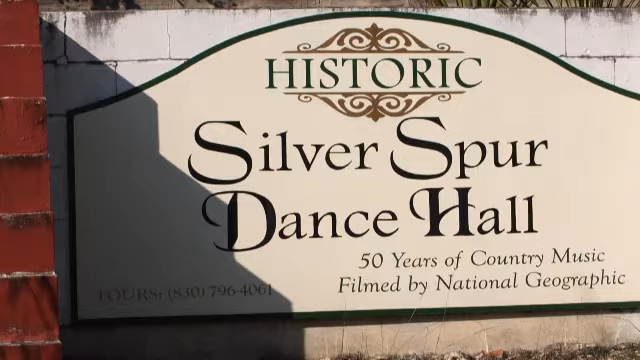 HISTORIC
Silver Spur
Dance Hall
50 Years of Country Music
Filmed by National Geographic
TOURS: (830) 796-4061